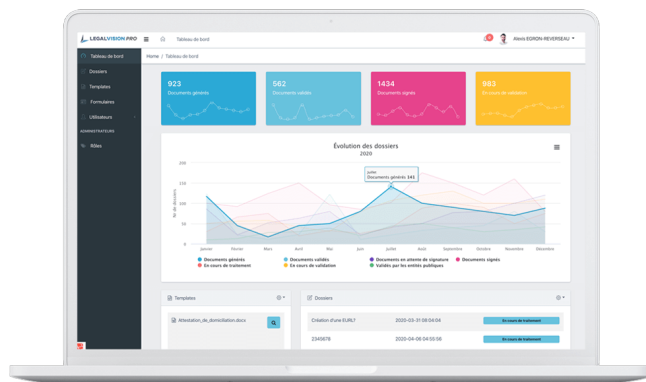 LEGALVISION PRO
Tableau de bord
Alexis EGRON-REVERSEAU
Tableau de bord
Dossiers
Templates
Formulaires
Utilisateurs
ADMINISTRATEURS
Rôles
Home / Tableau de bord
923
Documents générés
562
Documents validés
1434
Documents signés
983
En cours de validation
Évolution des dossiers
2020
Nr de dossiers
200
150
100
50
0
juillet
Documents générés 141
Janvier
Février
Mars
Avril
Mai
Juin
Juillet
Août
Septembre
Octobre
Novembre
Décembre
Documents générés
Documents validés
Documents en attente de signature
Documents signés
En cours de traitement
En cours de validation
Validés par les entités publiques
Templates
Attestation_de_domiciliation.docx
Dossiers
Création d'une EURL?
2020-03-31 08:54:04
En cours de traitement
2345678
2020-04-08 04:55:56
En cours de traitement